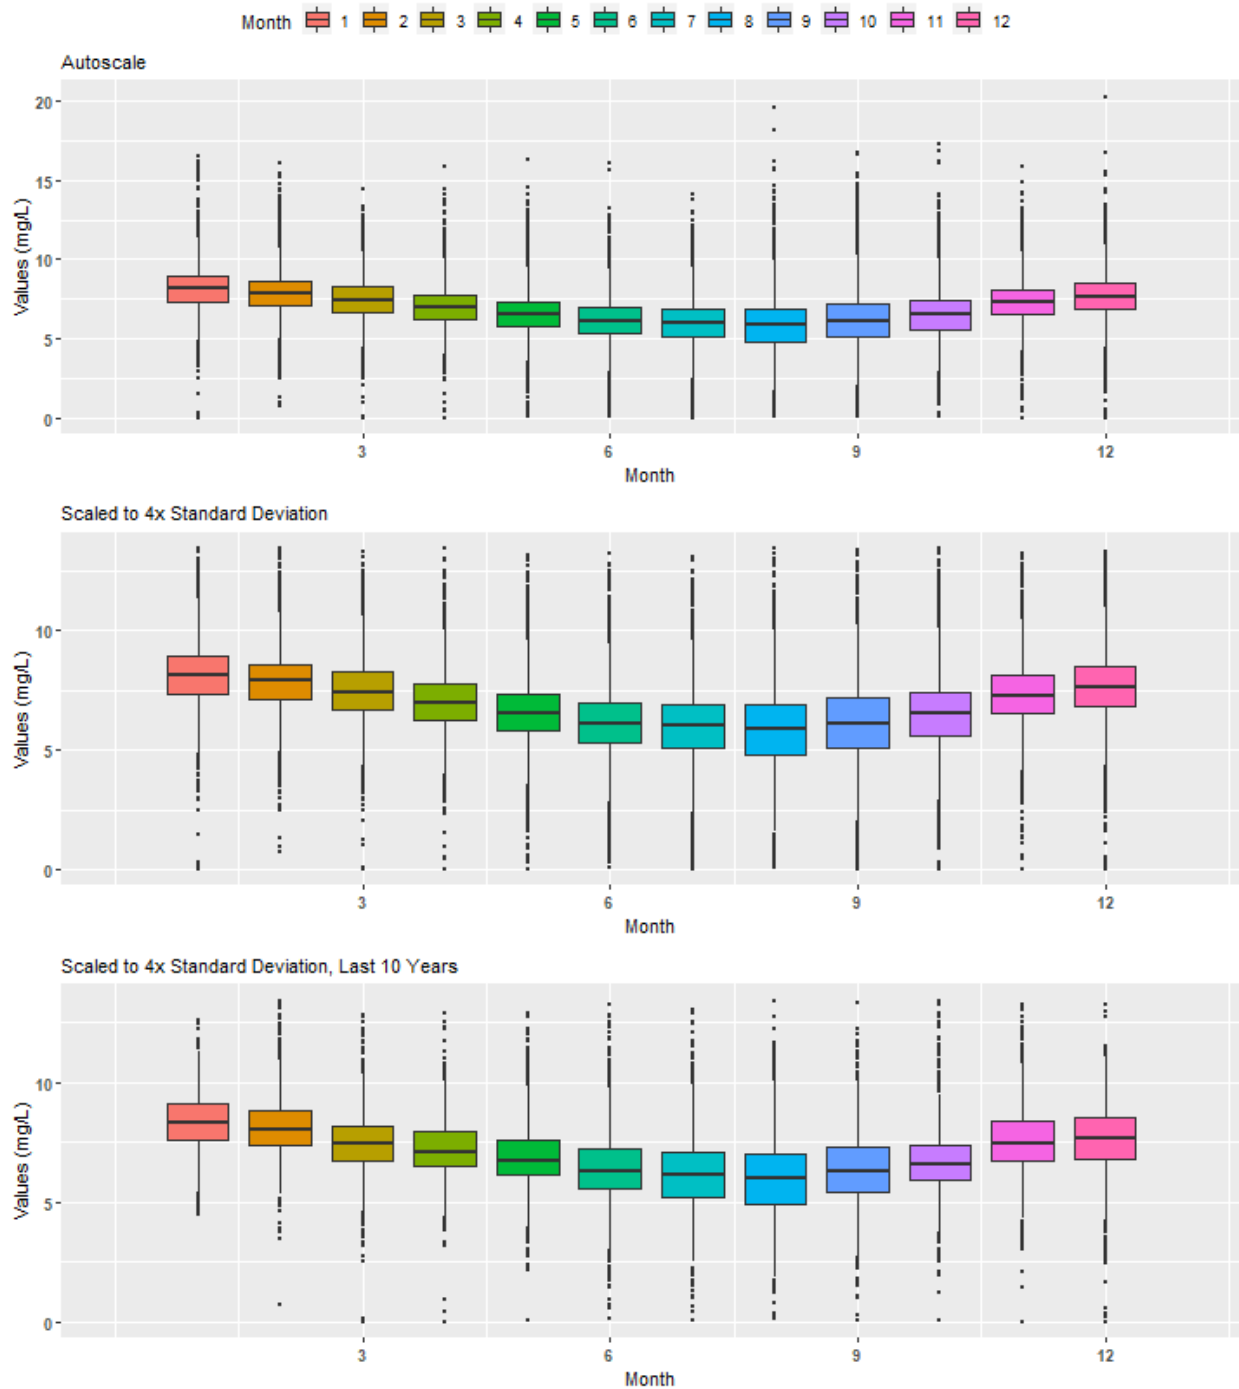 Month 1 2 3 4 5 6 7 8 9 10 11 12
Autoscale
Values (mg/L)
20
15
10
5
0
3 6 9 12
Month
Scaled to 4x Standard Deviation
Values (mg/L)
10
5
0
3 6 9 12
Month
Scaled to 4x Standard Deviation, Last 10 Years
Values (mg/L)
10
5
0
3 6 9 12
Month